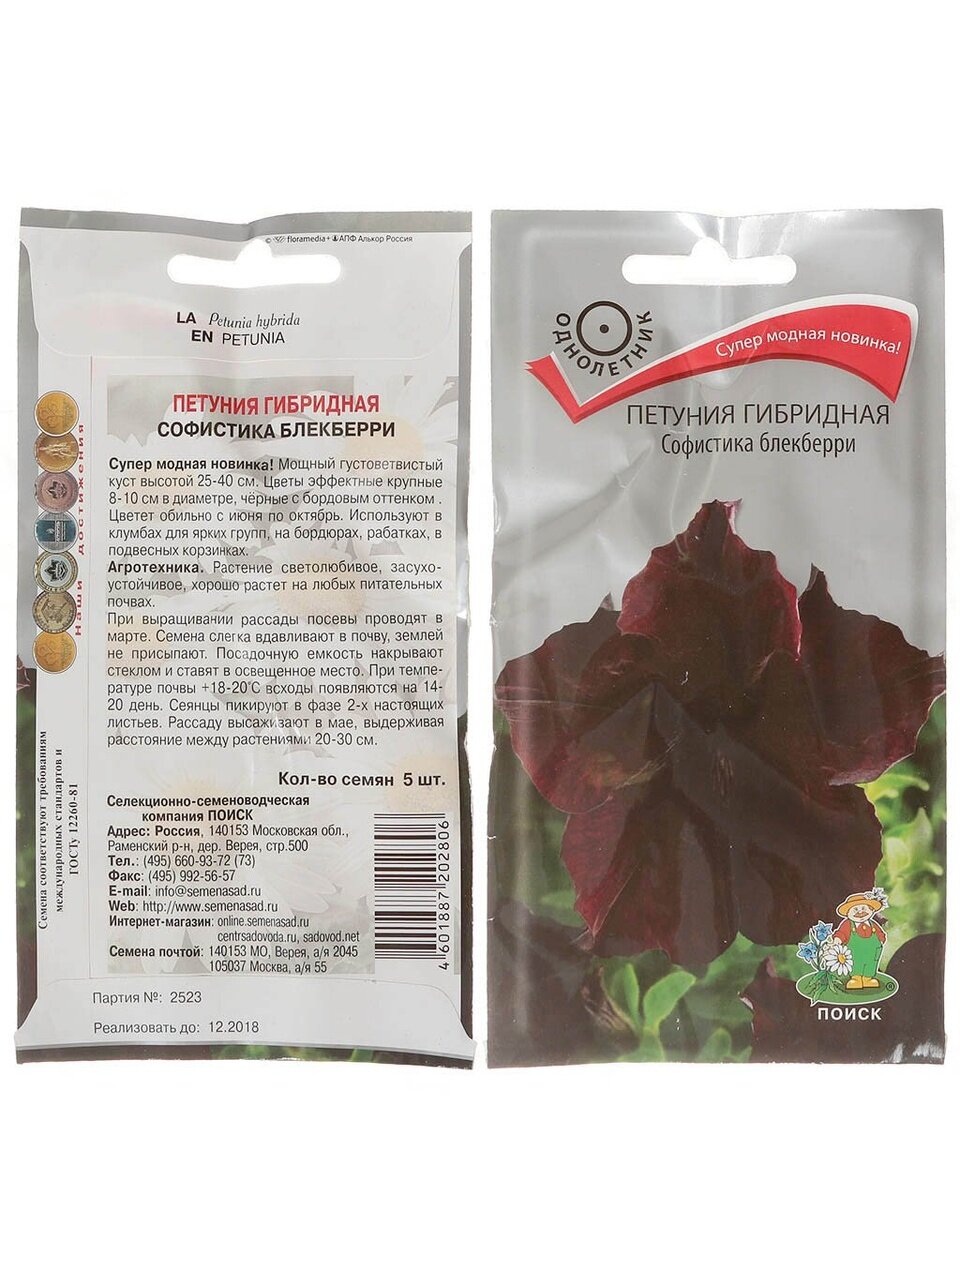 © floramedia+ АПФ Алькор Россия
LA Petunia hybrida
EN PETUNIA
ПЕТУНИЯ ГИБРИДНАЯ
СОФИСТИКА БЛЕКБЕРРИ
Супер модная новинка! Мощный густоветвистый
куст высотой 25-40 см. Цветы эффектные крупные
8-10 см в диаметре, чёрные с бордовым оттенком .
Цветет обильно с июня по октябрь. Используют в
клумбах для ярких групп, на бордюрах, рабатках, в
подвесных корзинках.
Агротехника. Растение светолюбивое, засухо-
устойчивое, хорошо растет на любых питательных
почвах.
При выращивании рассады посевы проводят в
марте. Семена слегка вдавливают в почву, землей
не присыпают. Посадочную емкость накрывают
стеклом и ставят в освещенное место. При темпе-
ратуре почвы +18-20°С всходы появляются на 14-
20 день. Сеянцы пикируют в фазе 2-х настоящих
листьев. Рассаду высаживают в мае, выдерживая
расстояние между растениями 20-30 см.
Кол-во семян 5 шт.
Наши достижения
Семена соответствуют требованиям
международных стандартов и
ГОСТу 12260-81
Селекционно-семеноводческая
компания ПОИСК
Адрес: Россия, 140153 Московская обл.,
Раменский р-н, дер. Верея, стр.500
Тел.: (495) 660-93-72 (73)
Факс: (495) 992-56-57
E-mail: info@semenasad.ru
Web: http://www.semenasad.ru
Интернет-магазин: online.semenasad.ru
centrsadovoda.ru, sadovod.net
Семена почтой: 140153 МО, Верея, а/я 2045
105037 Москва, а/я 55
4 601887 202806
Партия №: 2523
Реализовать до: 12.2018
ОДНОЛЕТНИК
Супер модная новинка!
ПЕТУНИЯ ГИБРИДНАЯ
Софистика блекберри
®
ПОИСК